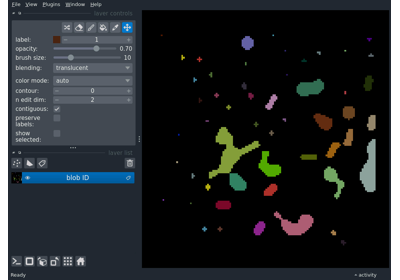 File View Plugins Window Help
layer controls
label: 1
opacity: 0.70
brush size: 10
blending: translucent
color mode: auto
contour: 0
n edit dim: 2
contiguous:
preserve
labels:
show
selected:
layer list
blob ID
Ready activity